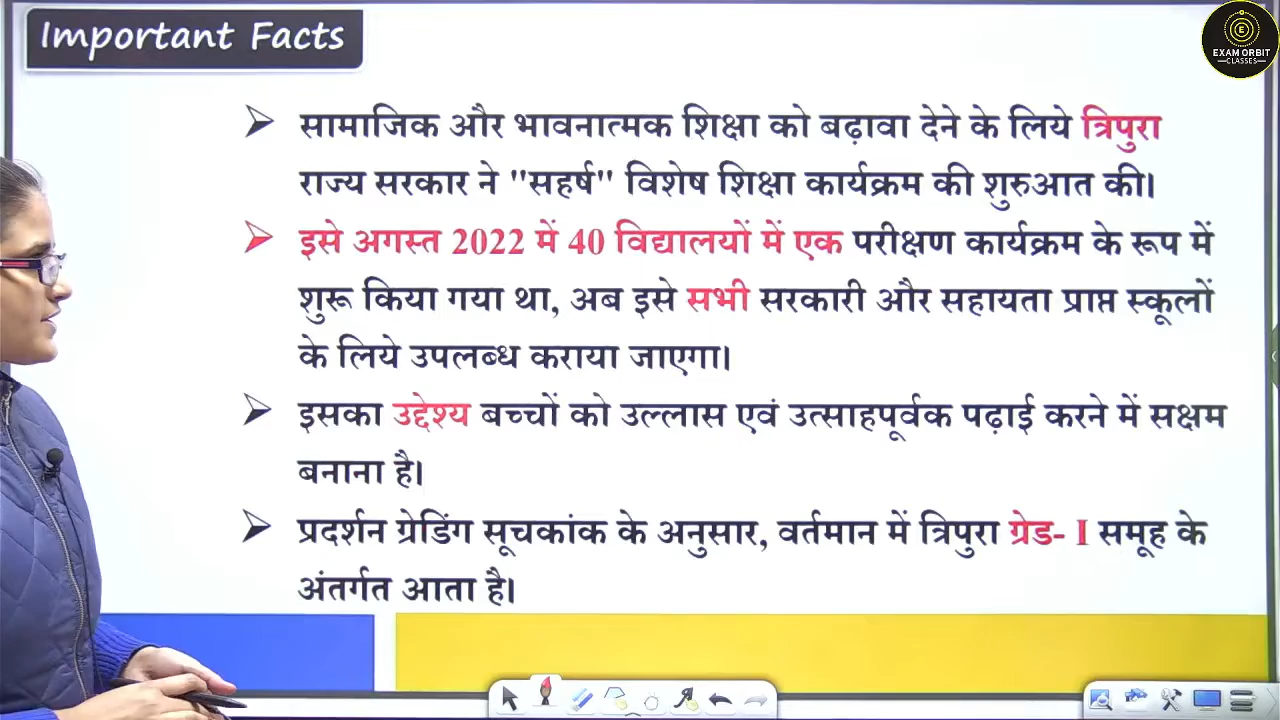 Important Facts
EXAM ORBIT
CLASSES
सामाजिक और भावनात्मक शिक्षा को बढ़ावा देने के लिये त्रिपुरा
राज्य सरकार ने "सहर्ष" विशेष शिक्षा कार्यक्रम की शुरुआत की।
इसे अगस्त 2022 में 40 विद्यालयों में एक परीक्षण कार्यक्रम के रूप में
शुरू किया गया था, अब इसे सभी सरकारी और सहायता प्राप्त स्कूलों
के लिये उपलब्ध कराया जाएगा।
इसका उद्देश्य बच्चों को उल्लास एवं उत्साहपूर्वक पढ़ाई करने में सक्षम
बनाना है।
प्रदर्शन ग्रेडिंग सूचकांक के अनुसार, वर्तमान में त्रिपुरा ग्रेड- I समूह के
अंतर्गत आता है।